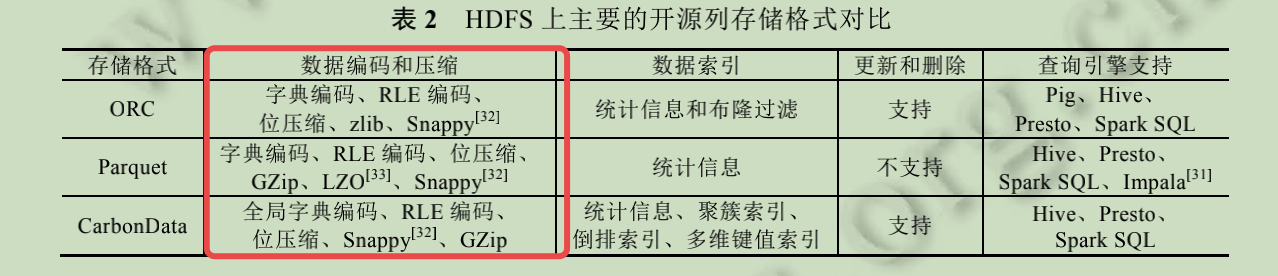 表 2 HDFS 上主要的开源列存储格式对比
存储格式 数据编码和压缩 数据索引 更新和删除 查询引擎支持
ORC
字典编码、RLE 编码、
位压缩、zlib、Snappy[32]
统计信息和布隆过滤
支持
Pig、Hive、
Presto、Spark SQL
Parquet
字典编码、RLE 编码、位压缩、
GZip、LZO[33]、Snappy[32]
统计信息
不支持
Hive、Presto、
Spark SQL、Impala[31]
CarbonData
全局字典编码、RLE 编码、
位压缩、Snappy[32]、GZip
统计信息、聚簇索引、
倒排索引、多维键值索引
支持
Hive、Presto、
Spark SQL